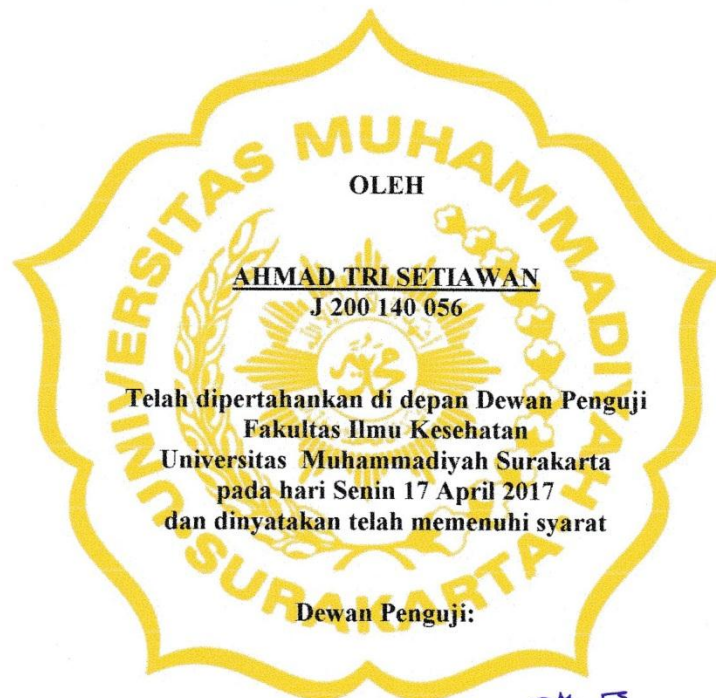 OLEH
AHMAD TRI SETIAWAN
J 200 140 056
Telah dipertahankan di depan Dewan Penguji
Fakultas Ilmu Kesehatan
Universitas Muhammadiyah Surakarta
pada hari Senin 17 April 2017
dan dinyatakan telah memenuhi syarat
Dewan Penguji:
UNIVERSITAS MUHAMMADIYAH
SURAKARTA